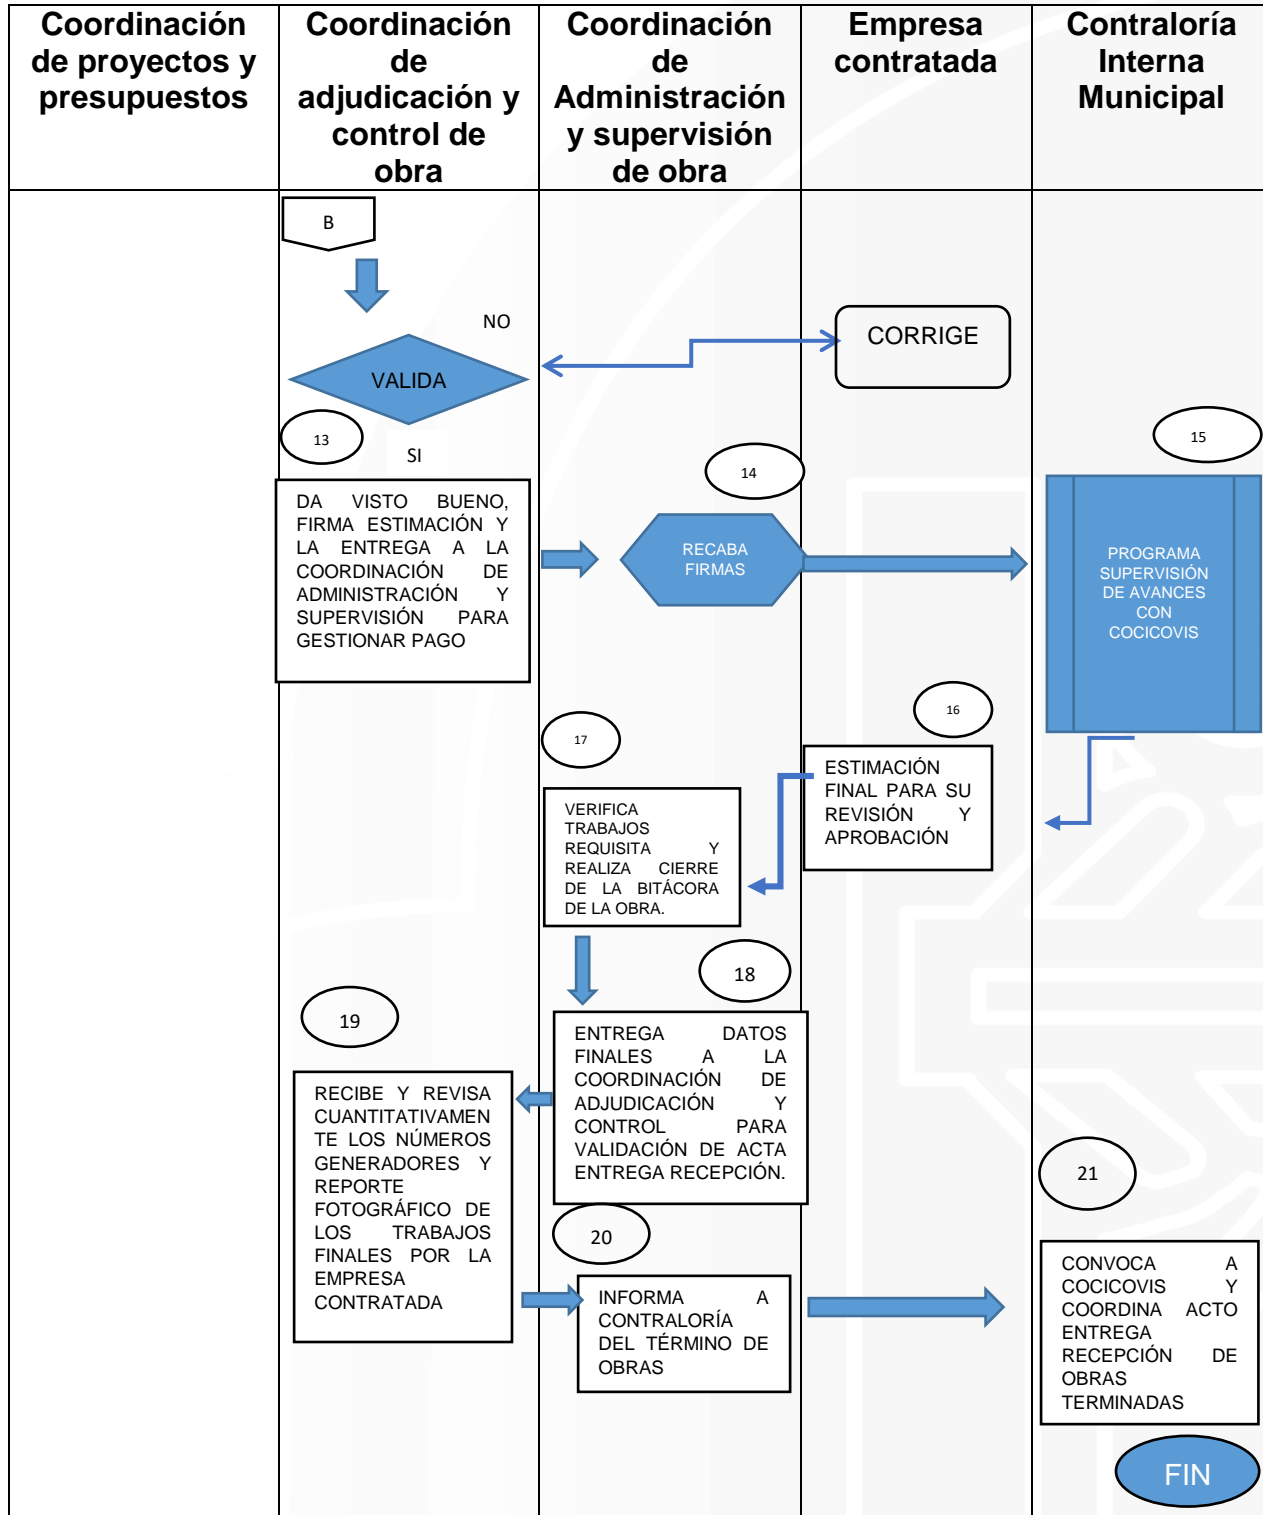 Coordinación
de proyectos y
presupuestos
Coordinación
de
adjudicación y
control de
obra
Coordinación
de
Administración
y supervisión
de obra
Empresa
contratada
Contraloría
Interna
Municipal
B
NO
CORRIGE
VALIDA
13
SI
14
15
DA VISTO BUENO,
FIRMA ESTIMACIÓN Y
LA ENTREGA A LA
COORDINACIÓN DE
ADMINISTRACIÓN Y
SUPERVISIÓN PARA
GESTIONAR PAGO
RECABA
FIRMAS
PROGRAMA
SUPERVISIÓN
DE AVANCES
CON
COCICOVIS
16
ESTIMACIÓN
FINAL PARA SU
REVISIÓN Y
APROBACIÓN
17
VERIFICA
TRABAJOS
REQUISITA Y
REALIZA CIERRE
DE LA BITÁCORA
DE LA OBRA.
18
ENTREGA DATOS
FINALES A LA
COORDINACIÓN DE
ADJUDICACIÓN Y
CONTROL PARA
VALIDACIÓN DE ACTA
ENTREGA RECEPCIÓN.
19
RECIBE Y REVISA
CUANTITATIVAMEN
TE LOS NÚMEROS
GENERADORES Y
REPORTE
FOTOGRÁFICO DE
LOS TRABAJOS
FINALES POR LA
EMPRESA
CONTRATADA
20
INFORMA A
CONTRALORÍA
DEL TÉRMINO DE
OBRAS
21
CONVOCA A
COCICOVIS Y
COORDINA ACTO
ENTREGA
RECEPCIÓN DE
OBRAS
TERMINADAS
FIN